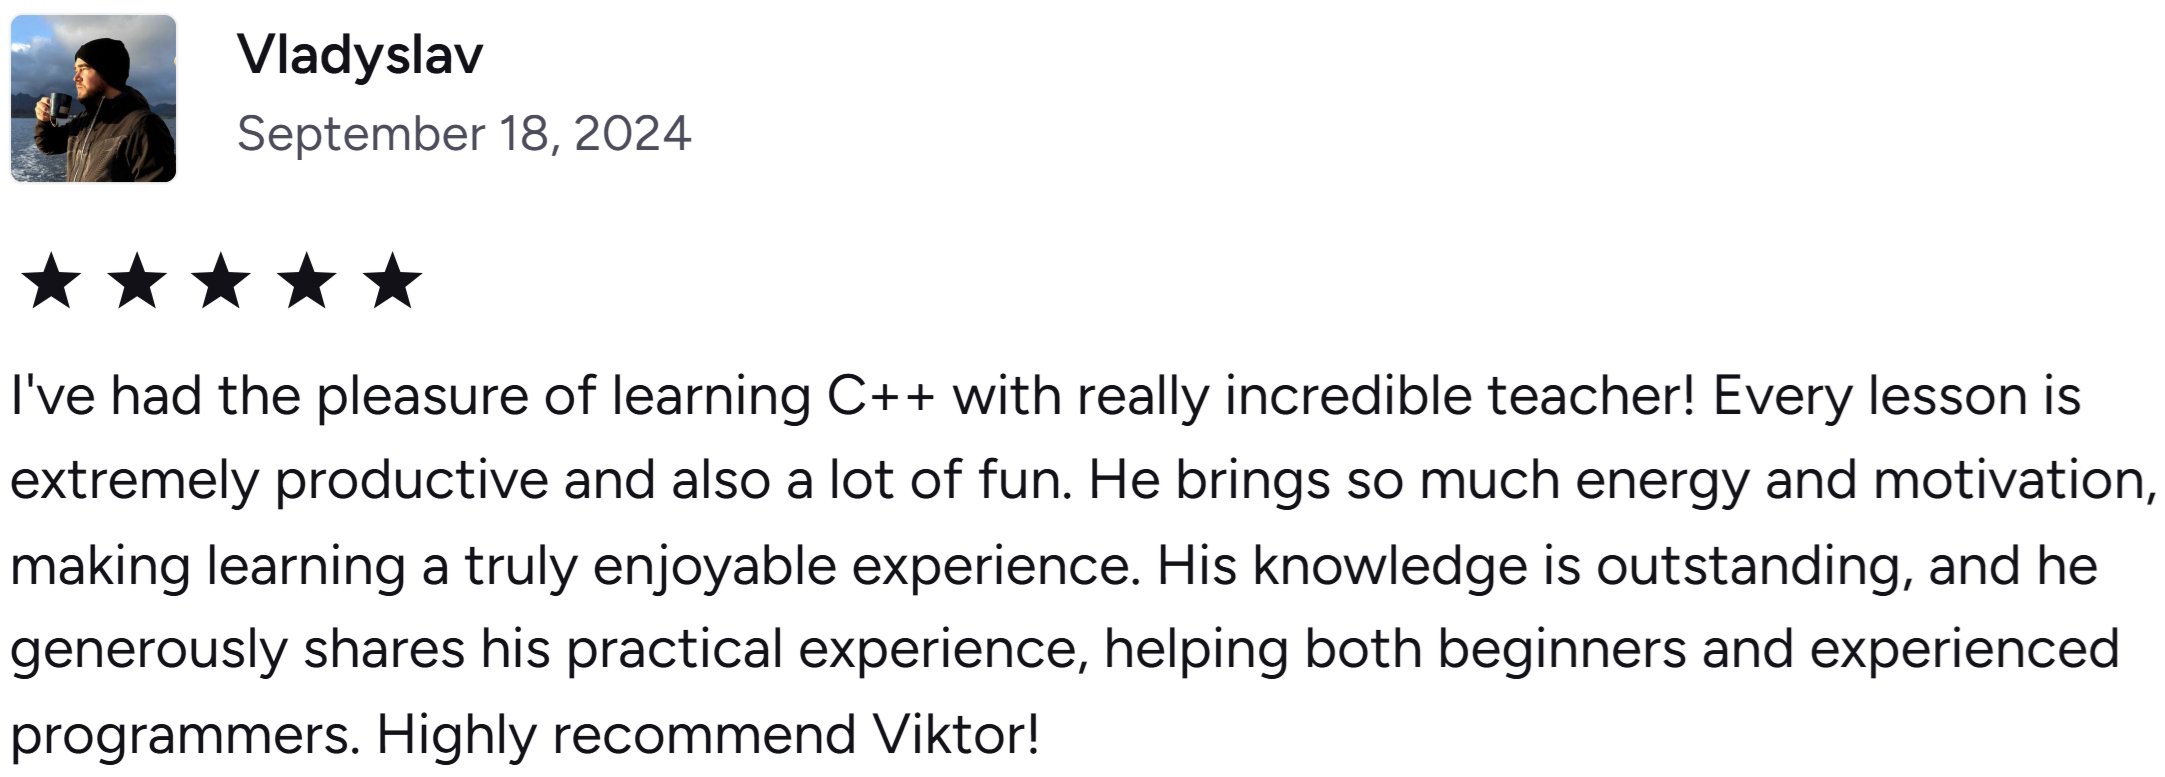 Vladyslav
September 18, 2024
I've had the pleasure of learning C++ with really incredible teacher! Every lesson is
extremely productive and also a lot of fun. He brings so much energy and motivation,
making learning a truly enjoyable experience. His knowledge is outstanding, and he
generously shares his practical experience, helping both beginners and experienced
programmers. Highly recommend Viktor!